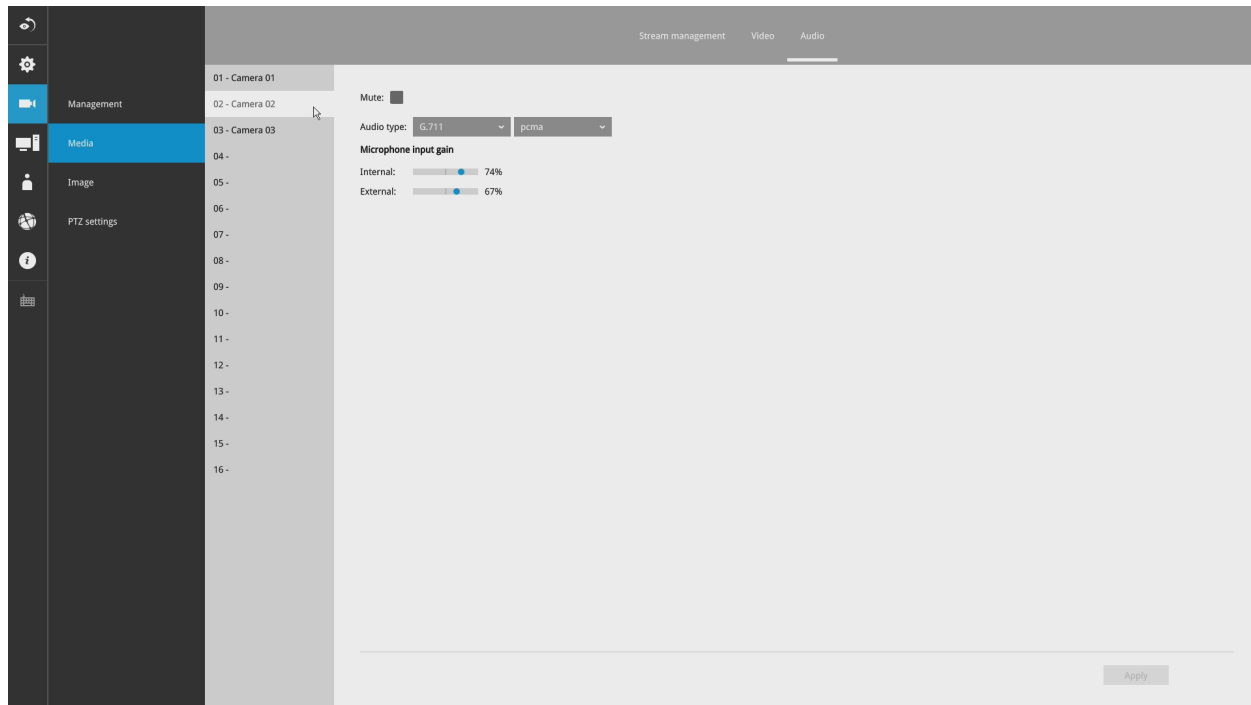 Stream management Video Audio
Management
Media
Image
PTZ settings
01 - Camera 01
02 - Camera 02
03 - Camera 03
04 -
05 -
06 -
07 -
08 -
09 -
10 -
11 -
12 -
13 -
14 -
15 -
16 -
Mute:
Audio type: G.711 pcma
Microphone input gain
Internal: 74%
External: 67%
Apply